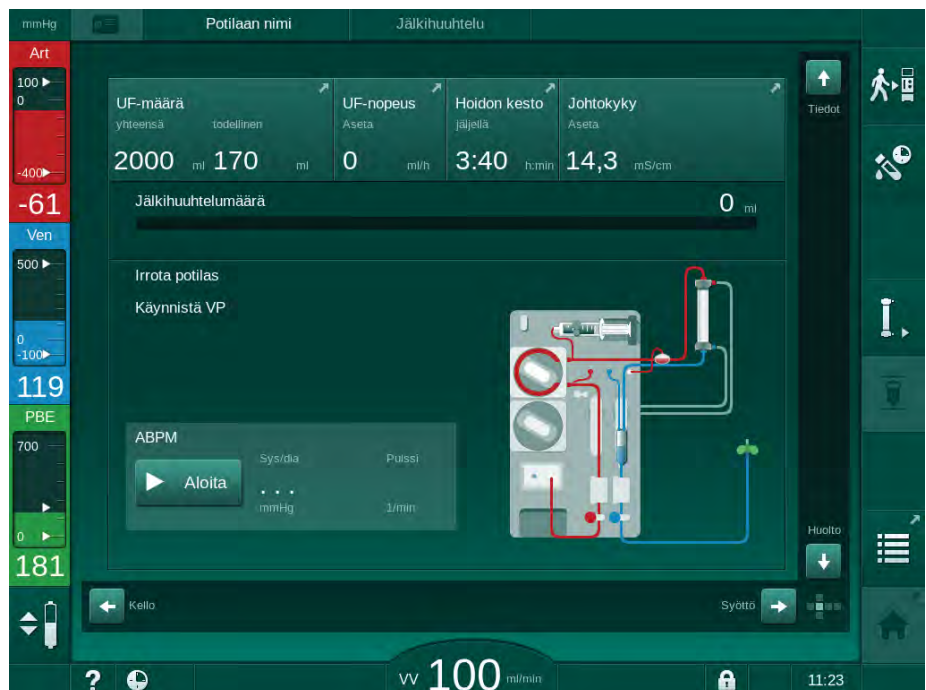 mmHg Potilaan nimi Jälkihuuhtelu
Art
100
0
-400
-61
Ven
500
0
-100
119
PBE
700
0
181
UF-määrä UF-nopeus Hoidon kesto Johtokyky
yhteensä todellinen Aseta jäljellä Aseta
2000 ml 170 ml 0 ml/h 3:40 h:min 14,3 mS/cm
Tiedot
Jälkihuuhtelumäärä 0 ml
Irrota potilas
Käynnistä VP
ABPM
Sys/dia Pulssi
Aloita . . .
mmHg 1/min
Huolto
Kello Syöttö
? VV 100 ml/min 11:23